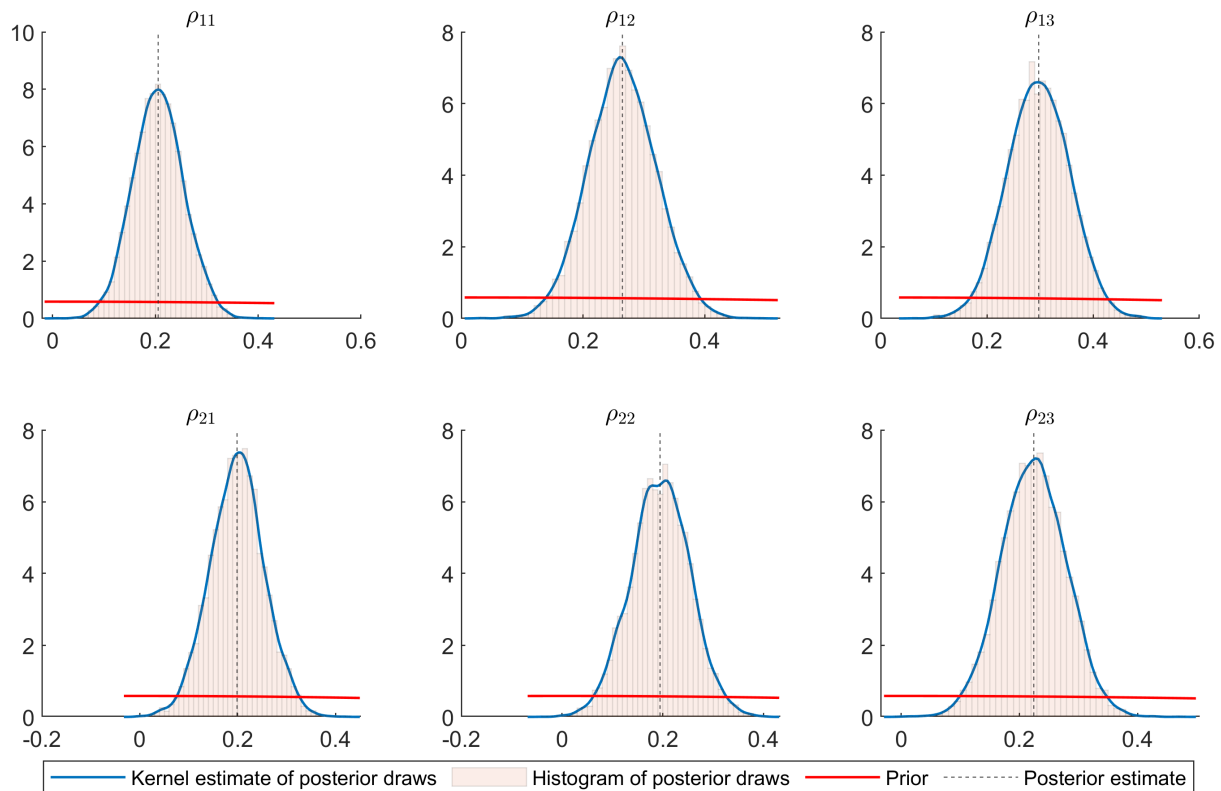 ρ11 ρ12 ρ13
10 8 8
8
6 6
6
4 4
4
2 2 2
0 0 0
0 0.2 0.4 0.6 0 0.2 0.4 0 0.2 0.4 0.6
ρ21 ρ22 ρ23
8 8 8
6 6 6
4 4 4
2 2 2
0 0 0
-0.2 0 0.2 0.4 -0.2 0 0.2 0.4 0 0.2 0.4
Kernel estimate of posterior draws Histogram of posterior draws Prior Posterior estimate